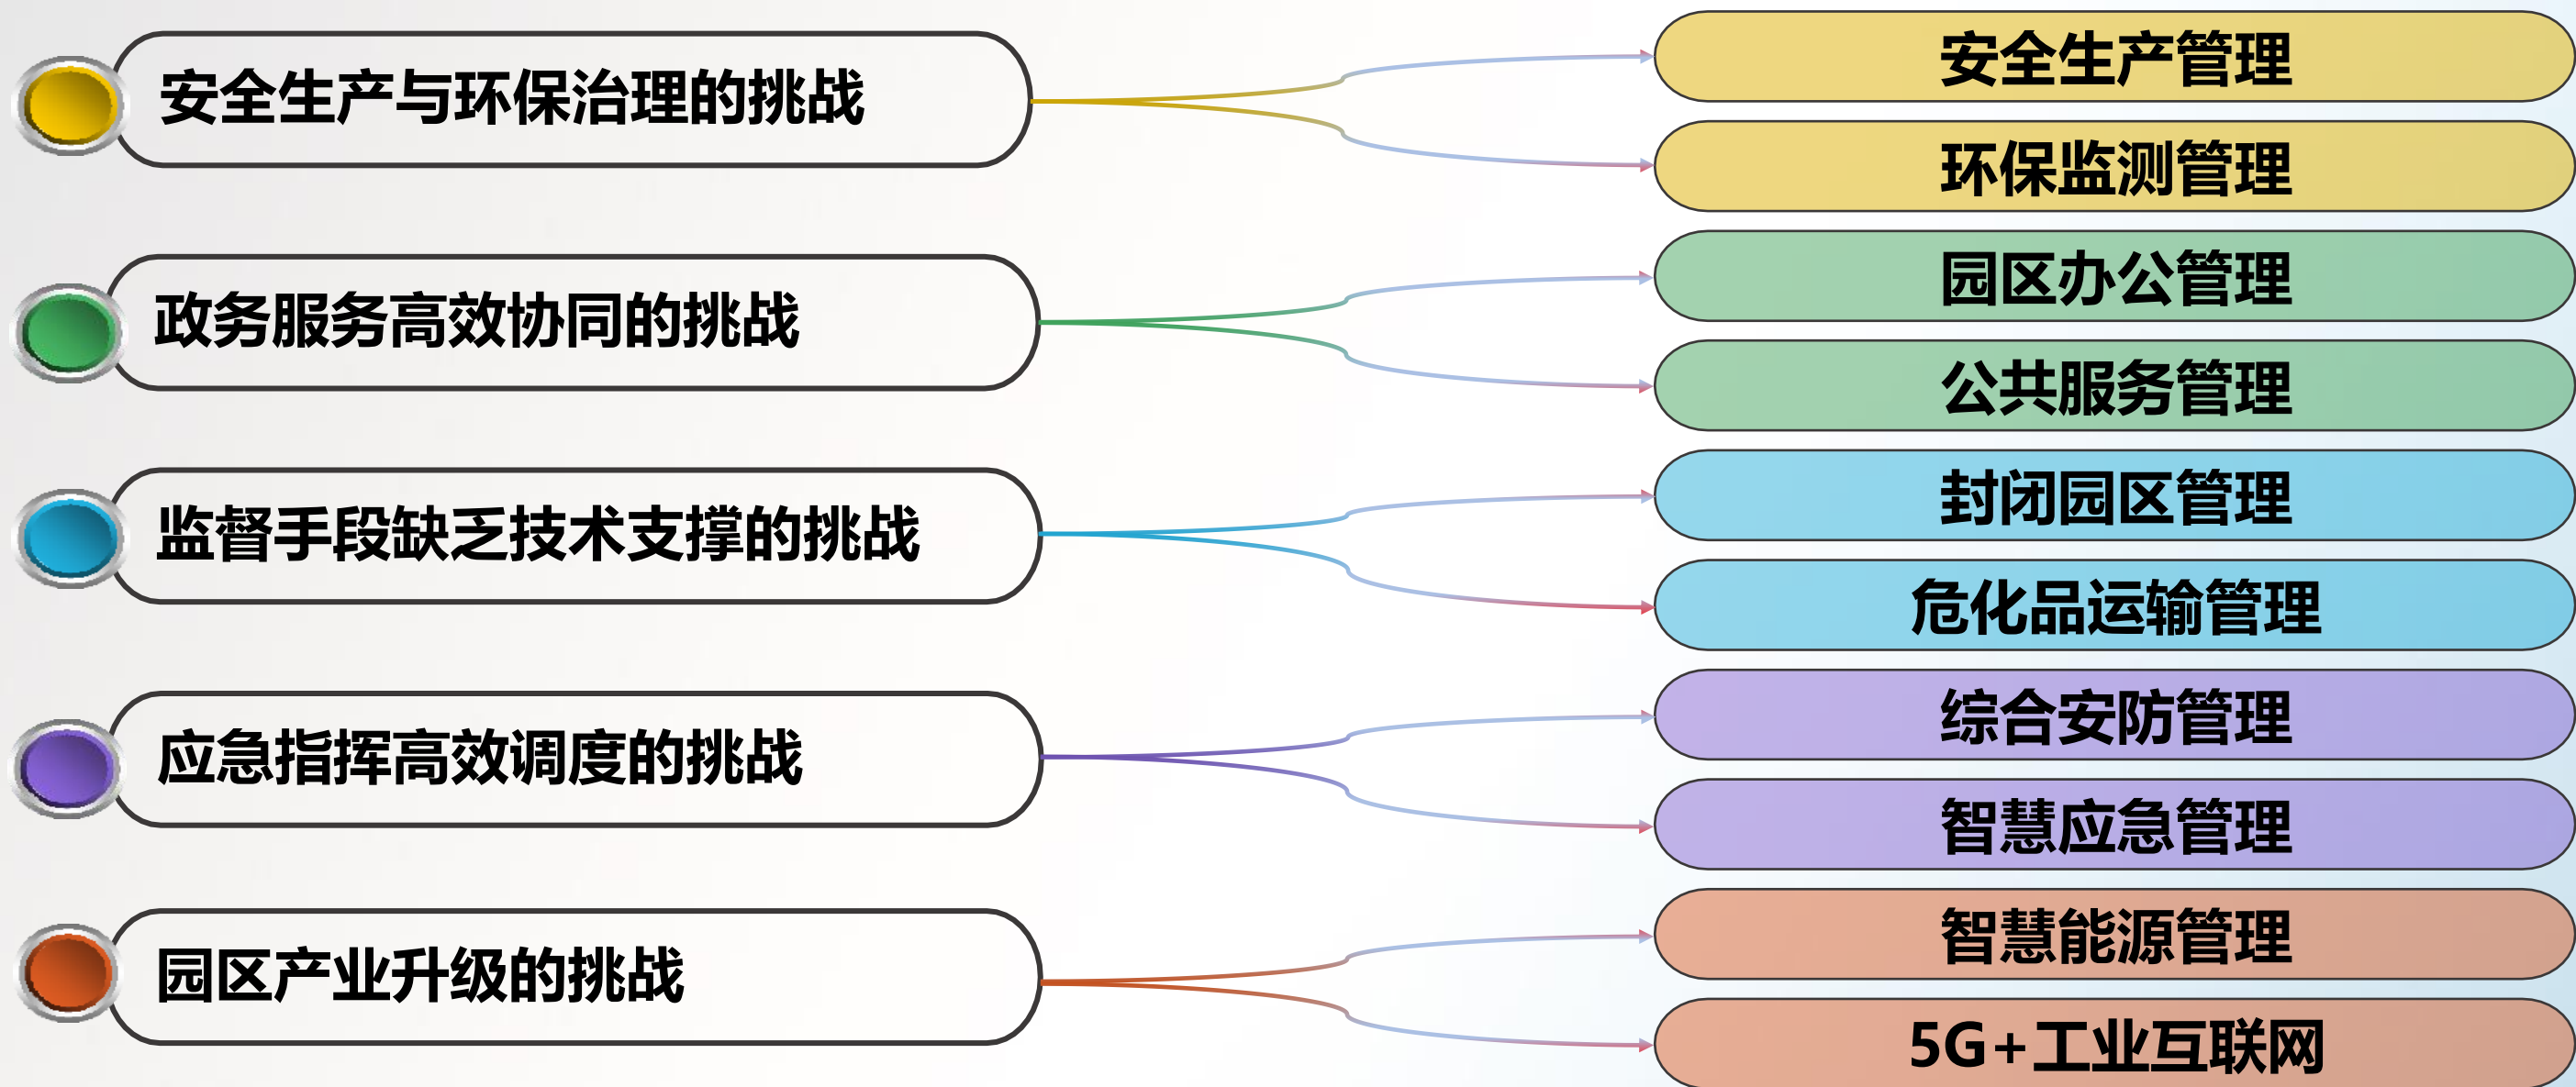 安全生产与环保治理的挑战
安全生产管理
环保监测管理
政务服务高效协同的挑战
园区办公管理
公共服务管理
监督手段缺乏技术支撑的挑战
封闭园区管理
危化品运输管理
应急指挥高效调度的挑战
综合安防管理
智慧应急管理
园区产业升级的挑战
智慧能源管理
5G+工业互联网